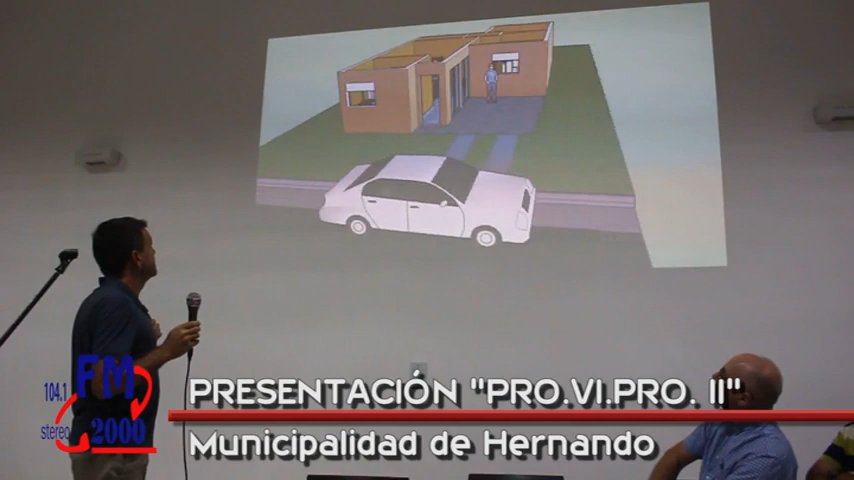 104.1
FM
stereo
2000
PRESENTACIÓN "PRO.VI.PRO. II"
Municipalidad de Hernando